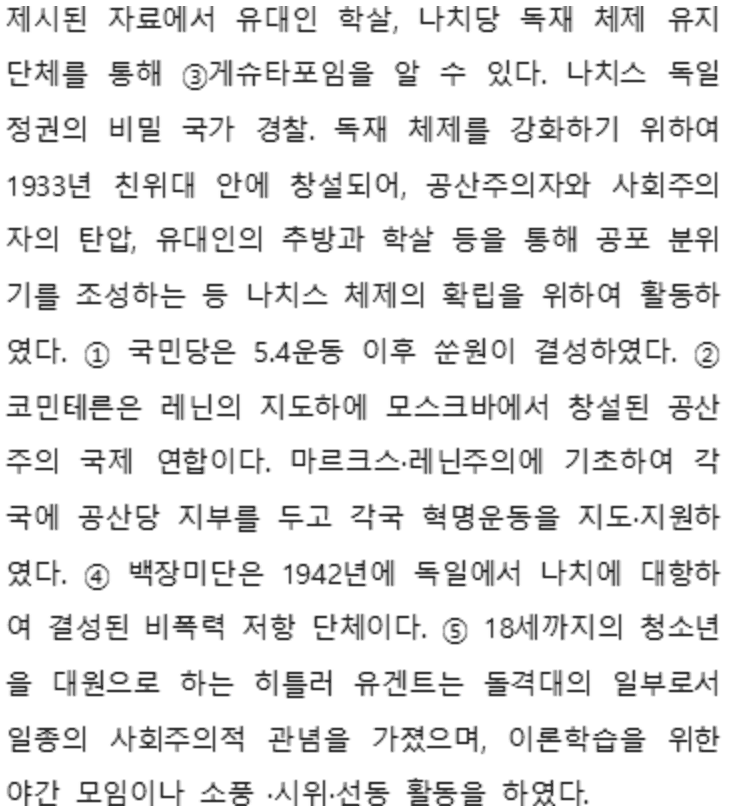 제시된 자료에서 유대인 학살, 나치당 독재 체제 유지
단체를 통해 ③게슈타포임을 알 수 있다. 나치스 독일
정권의 비밀 국가 경찰. 독재 체제를 강화하기 위하여
1933년 친위대 안에 창설되어, 공산주의자와 사회주의
자의 탄압, 유대인의 추방과 학살 등을 통해 공포 분위
기를 조성하는 등 나치스 체제의 확립을 위하여 활동하
였다. ① 국민당은 5.4운동 이후 쑨원이 결성하였다. ②
코민테른은 레닌의 지도하에 모스크바에서 창설된 공산
주의 국제 연합이다. 마르크스·레닌주의에 기초하여 각
국에 공산당 지부를 두고 각국 혁명운동을 지도·지원하
였다. ④ 백장미단은 1942년에 독일에서 나치에 대항하
여 결성된 비폭력 저항 단체이다. ⑤ 18세까지의 청소년
을 대원으로 하는 히틀러 유겐트는 돌격대의 일부로서
일종의 사회주의적 관념을 가졌으며, 이론학습을 위한
야간 모임이나 소풍 ·시위·선동 활동을 하였다.